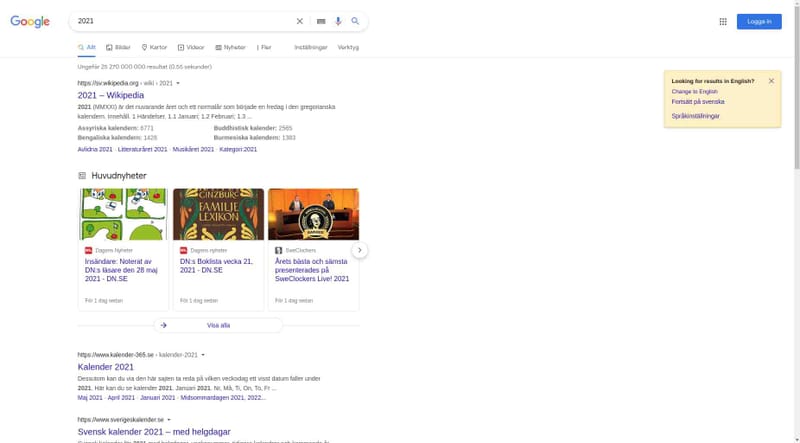 Google
2021
Logga in
Allt
Bilder
Kartor
Videor
Nyheter
Fler
Inställningar
Verktyg
Ungefär 25 270 000 000 resultat (0,55 sekunder)
Looking for results in English?
Change to English
Fortsätt på svenska
Språkinställningar
https://sv.wikipedia.org › wiki › 2021
2021 – Wikipedia
2021 (MMXXI) är det nuvarande året och ett normalår som började en fredag i den gregorianska
kalendern. Innehåll. 1 Händelser. 1.1 Januari; 1.2 Februari; 1.3 ...
Assyriska kalendern: 6771
Buddhistisk kalender: 2565
Bengaliska kalendern: 1428
Burmesiska kalendern: 1383
Avlidna 2021 · Litteraturåret 2021 · Musikåret 2021 · Kategori:2021
Huvudnyheter
GINZBURG
FAMILJE
LEXIKON
Dagens Nyheter
Insändare: Noterat av
DN:s läsare den 28 maj
2021 - DN.SE
För 1 dag sedan
Dagens nyheter
DN:s Boklista vecka 21,
2021 - DN.SE
För 1 dag sedan
SweClockers
Årets bästa och sämsta
presenterades på
SweClockers Live! 2021
För 1 dag sedan
Visa alla
https://www.kalender-365.se › kalender-2021
Kalender 2021
Dessutom kan du via den här sajten ta reda på vilken veckodag ett visst datum faller under
2021. Här kan du se kalender 2021. Januari 2021. Nr, Må, Ti, On, To, Fr ...
Maj 2021 · April 2021 · Januari 2021 · Midsommardagen 2021, 2022...
https://www.sverigeskalender.se
Svensk kalender 2021 – med helgdagar